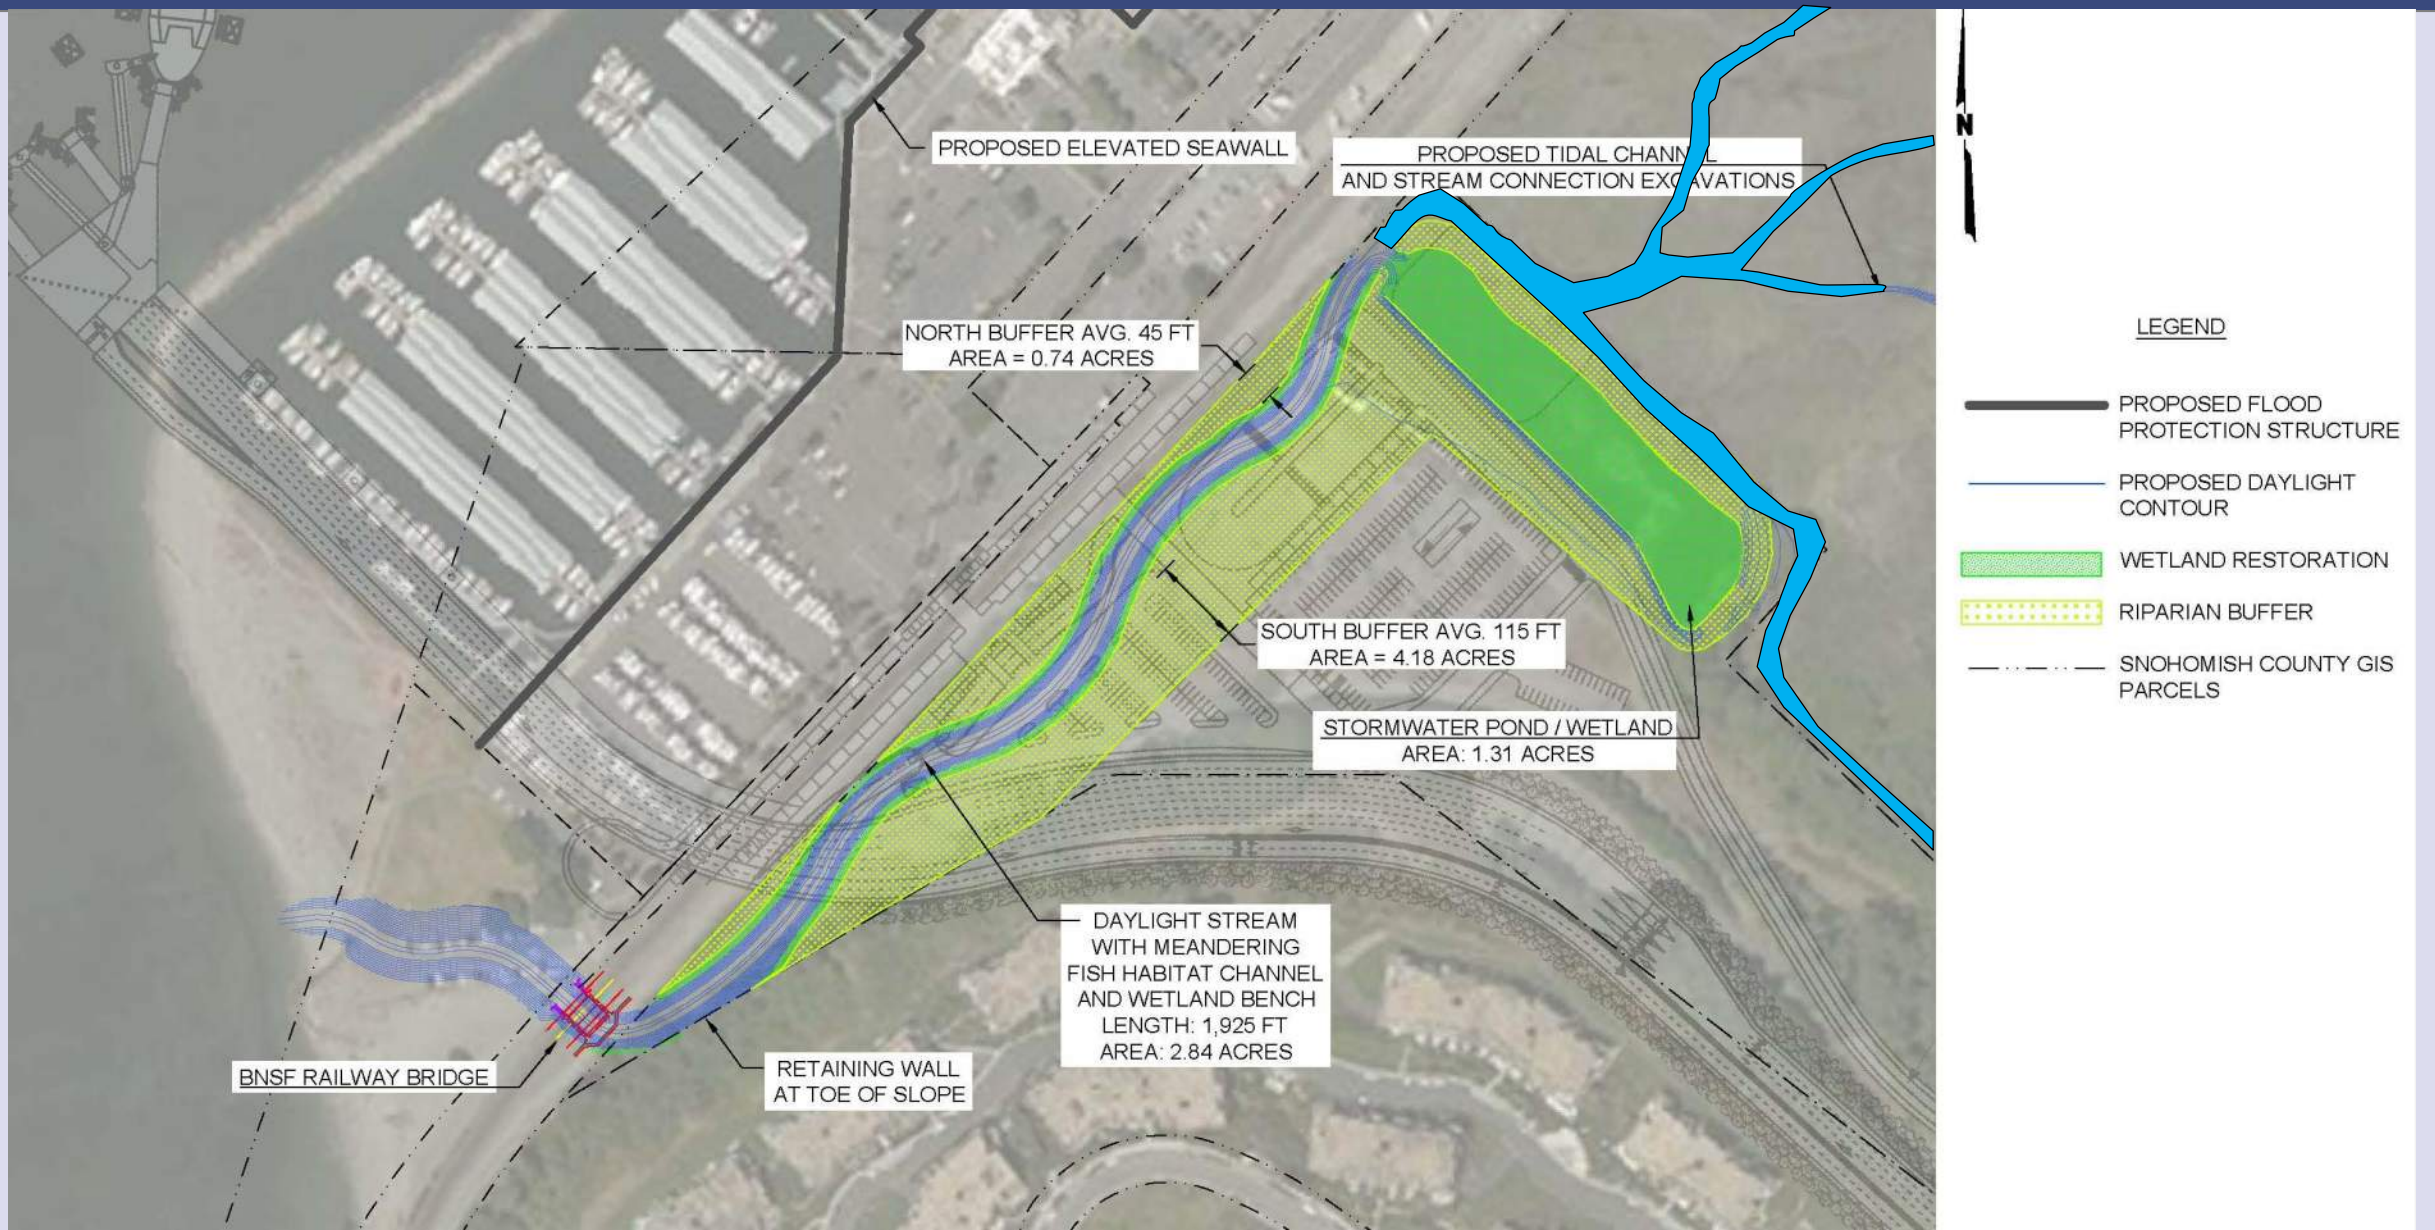 PROPOSED ELEVATED SEAWALL
PROPOSED TIDAL CHANNEL
AND STREAM CONNECTION EXCAVATIONS
N
NORTH BUFFER AVG. 45 FT
AREA = 0.74 ACRES
SOUTH BUFFER AVG. 115 FT
AREA = 4.18 ACRES
STORMWATER POND / WETLAND
AREA: 1.31 ACRES
DAYLIGHT STREAM
WITH MEANDERING
FISH HABITAT CHANNEL
AND WETLAND BENCH
LENGTH: 1,925 FT
AREA: 2.84 ACRES
BNSF RAILWAY BRIDGE
RETAINING WALL
AT TOE OF SLOPE
LEGEND
PROPOSED FLOOD
PROTECTION STRUCTURE
PROPOSED DAYLIGHT
CONTOUR
WETLAND RESTORATION
RIPARIAN BUFFER
SNOHOMISH COUNTY GIS
PARCELS